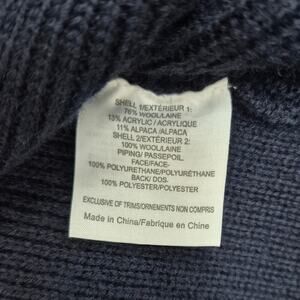 SHELL 1/EXTÉRIEUR 1:
76% WOOL/LAINE
13% ACRYLIC / ACRYLIQUE
11% ALPACA /ALPACA
SHELL 2/EXTÉRIEUR 2:
100% WOOL/LAINE
PIPING/ PASSEPOIL.
FACE/FACE-
100% POLYURETHANE/POLYURÉTHANE
BACK/ DOS.
100% POLYESTER/POLYESTER
EXCLUSIVE OF TRIMS/ORNEMENTS NON COMPRIS
Made in China/Fabrique en Chine